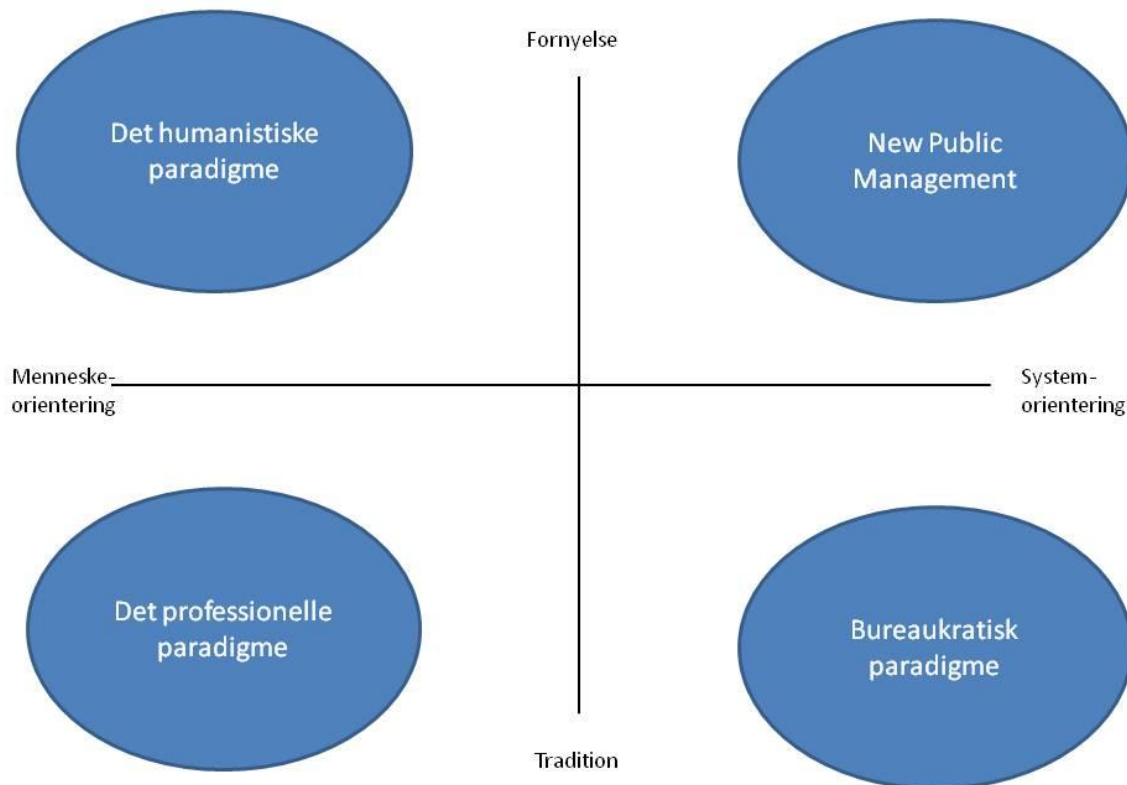 Fornyelse
Det humanistiske
paradigme
New Public
Management
Menneske-
orientering
System-
orientering
Det professionelle
paradigme
Bureaukratisk
paradigme
Tradition